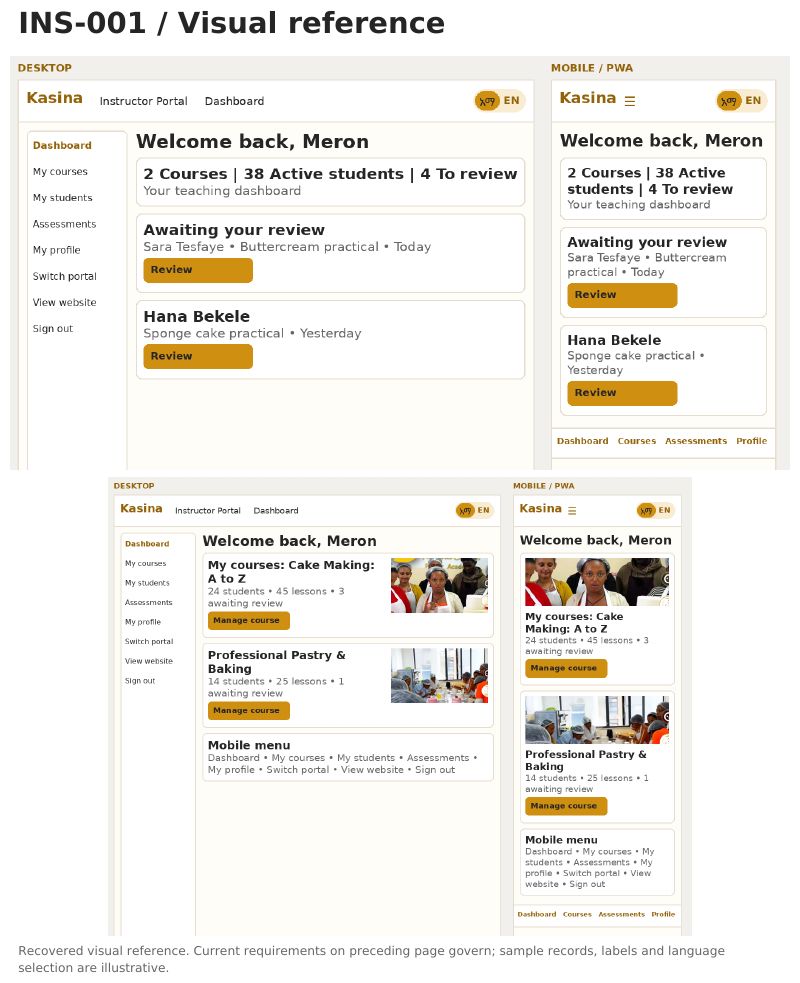 INS-001 / Visual reference
DESKTOP
Kasina Instructor Portal Dashboard አማ EN
Dashboard
My courses
My students
Assessments
My profile
Switch portal
View website
Sign out
Welcome back, Meron
2 Courses | 38 Active students | 4 To review
Your teaching dashboard
Awaiting your review
Sara Tesfaye • Buttercream practical • Today
Review
Hana Bekele
Sponge cake practical • Yesterday
Review
MOBILE / PWA
Kasina ☰ አማ EN
Welcome back, Meron
2 Courses | 38 Active
students | 4 To review
Your teaching dashboard
Awaiting your review
Sara Tesfaye • Buttercream
practical • Today
Review
Hana Bekele
Sponge cake practical •
Yesterday
Review
Dashboard Courses Assessments Profile
DESKTOP
Kasina Instructor Portal Dashboard አማ EN
Dashboard
My courses
My students
Assessments
My profile
Switch portal
View website
Sign out
Welcome back, Meron
My courses: Cake Making:
A to Z
24 students • 45 lessons • 3
awaiting review
Manage course
Professional Pastry &
Baking
14 students • 25 lessons • 1
awaiting review
Manage course
Mobile menu
Dashboard • My courses • My students • Assessments •
My profile • Switch portal • View website • Sign out
MOBILE / PWA
Kasina ☰ አማ EN
Welcome back, Meron
My courses: Cake
Making: A to Z
24 students • 45 lessons • 3
awaiting review
Manage course
Professional Pastry &
Baking
14 students • 25 lessons • 1
awaiting review
Manage course
Mobile menu
Dashboard • My courses • My
students • Assessments • My
profile • Switch portal • View
website • Sign out
Dashboard Courses Assessments Profile
Recovered visual reference. Current requirements on preceding page govern; sample records, labels and language
selection are illustrative.